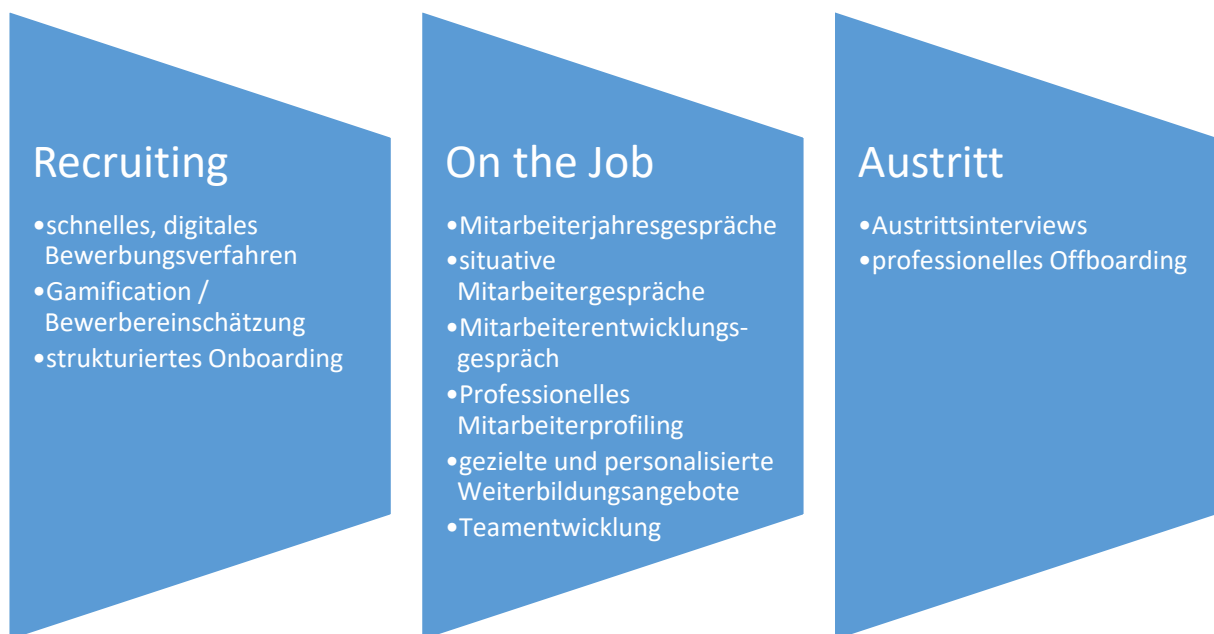 Recruiting
•schnelles, digitales
Bewerbungsverfahren
•Gamification /
Bewerbereinschätzung
•strukturiertes Onboarding
On the Job
•Mitarbeiterjahresgespräche
•situative
Mitarbeitergespräche
•Mitarbeiterentwicklungs-
gespräch
•Professionelles
Mitarbeiterprofiling
•gezielte und personalisierte
Weiterbildungsangebote
•Teamentwicklung
Austritt
•Austrittsinterviews
•professionelles Offboarding